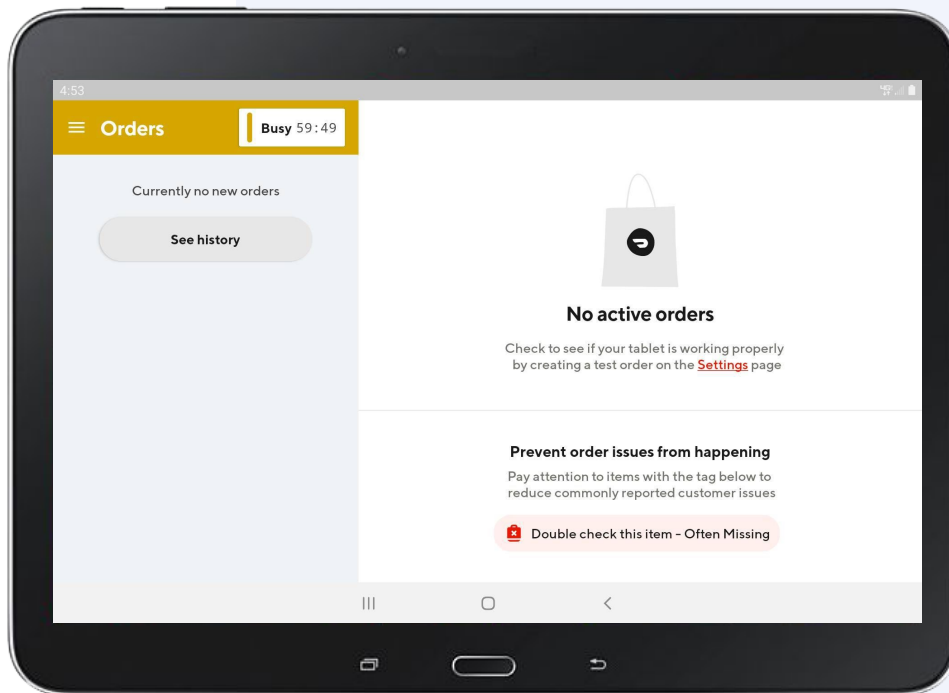 4:53
Orders
Busy 59:49
Currently no new orders
See history
No active orders
Check to see if your tablet is working properly
by creating a test order on the Settings page
Prevent order issues from happening
Pay attention to items with the tag below to
reduce commonly reported customer issues
Double check this item - Often Missing